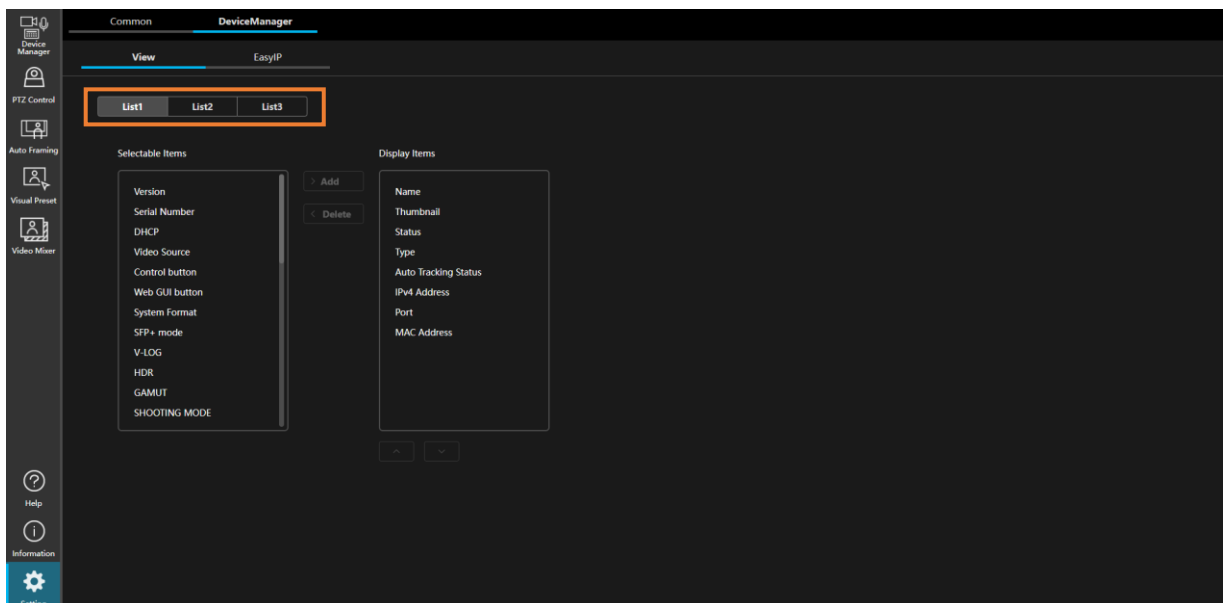 Common
DeviceManager
View
EasyIP
List1
List2
List3
Device
Manager
PTZ Control
Auto Framing
Visual Preset
Video Mixer
Help
Information
Selectable Items
Version
Serial Number
DHCP
Video Source
Control button
Web GUI button
System Format
SFP+ mode
V-LOG
HDR
GAMUT
SHOOTING MODE
> Add
< Delete
Display Items
Name
Thumbnail
Status
Type
Auto Tracking Status
IPv4 Address
Port
MAC Address